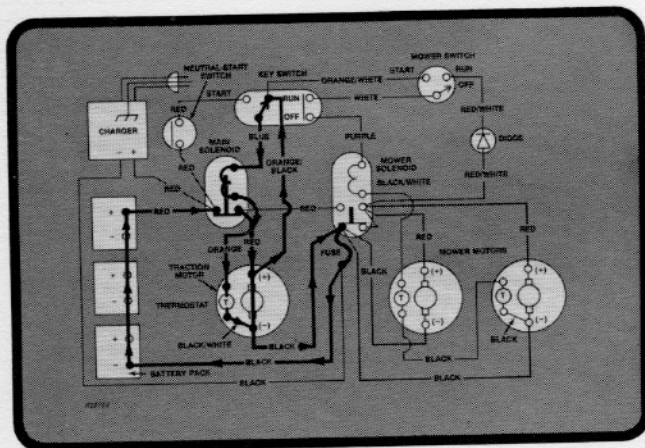 NEUTRAL-START
SWITCH
KEY SWITCH
MOWER SWITCH
ORANGE/WHITE
START
RUN
OFF
START
RED
RUN
OFF
WHITE
RED/WHITE
CHARGER
- +
BLUE
PURPLE
DIODE
MAIN
SOLENOID
ORANGE/
BLACK
MOWER
SOLENOID
RED
RED
BLACK/WHITE
RED/WHITE
+
-
RED
RED
ORANGE
RED
FUSE
RED
RED
BLACK
MOWER MOTORS
+
-
TRACTION
MOTOR
(+)
(+)
(+)
T
T
T
THERMOSTAT
(-)
(-)
(-)
+
-
BLACK/WHITE
BLACK
BLACK
BLACK
BLACK
BLACK
BATTERY PACK
BLACK
BLACK